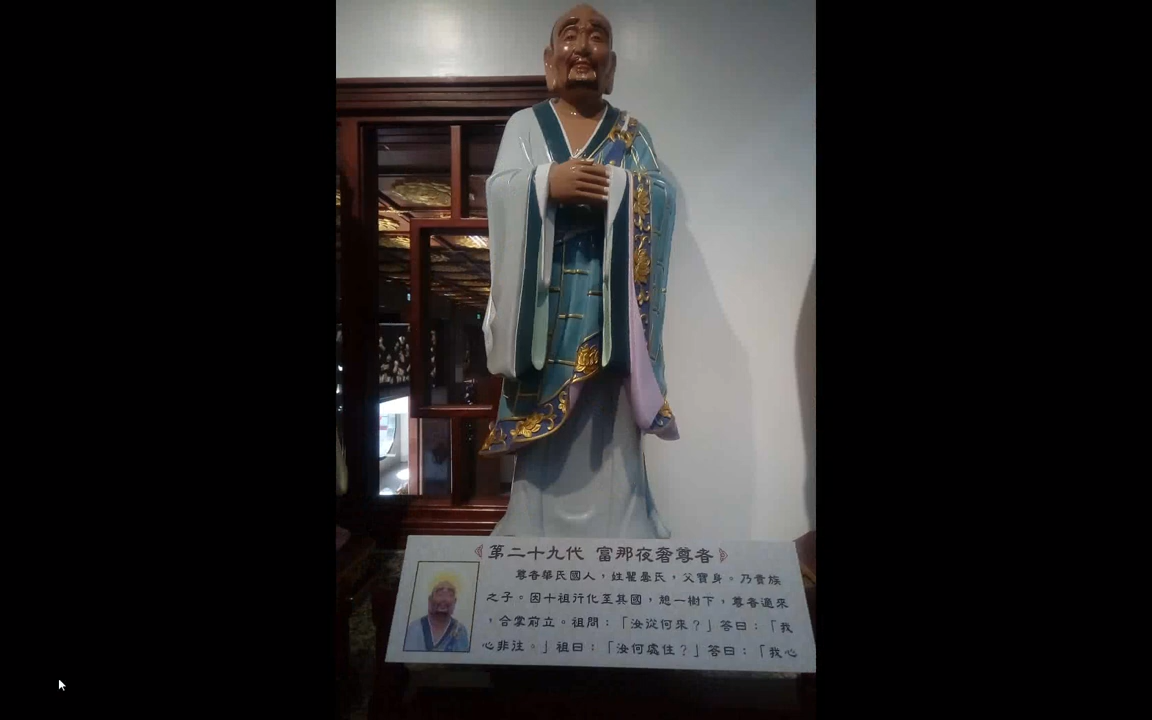 第二十九代 富那夜奢尊者
尊者華氏國人，姓瞿曇氏，父寶身。乃貴族
之子。因十祖行化至其國，憩一樹下，尊者適來
，合掌前立。祖問：「汝從何來？」答曰：「我
心非往。」祖曰：「汝何處住？」答曰：「我心